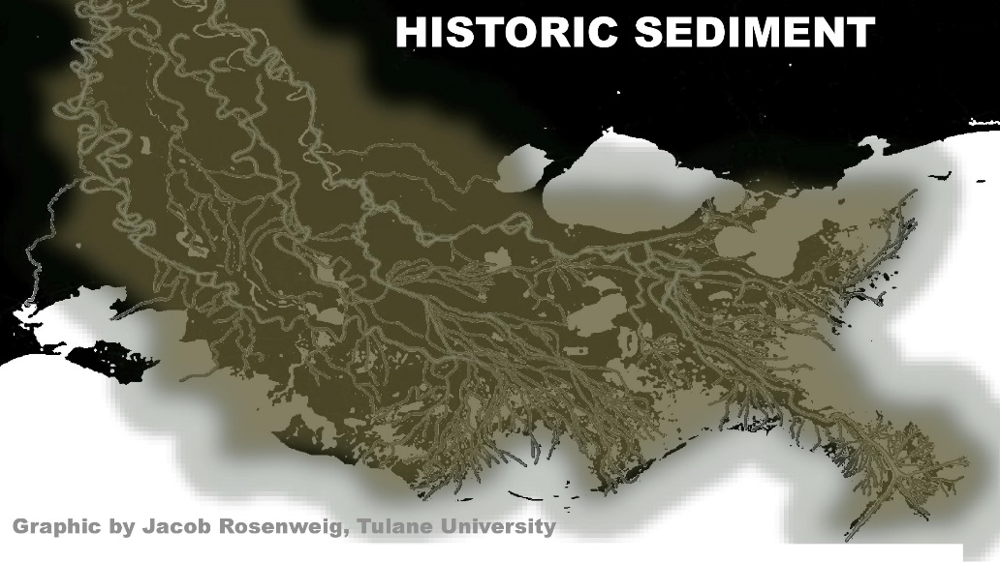 HISTORIC SEDIMENT
Graphic by Jacob Rosenweig, Tulane University